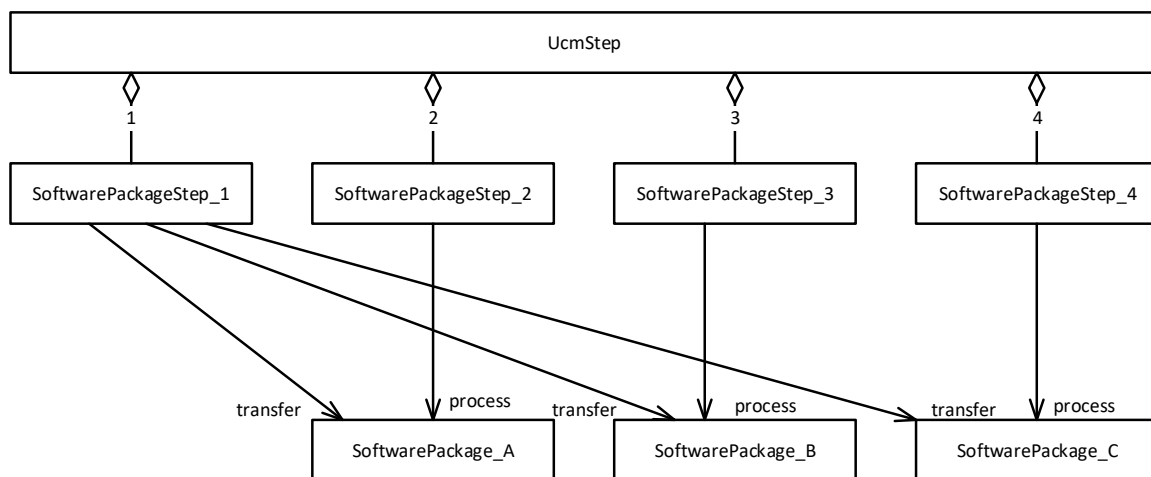 UcmStep
1
2
3
4
SoftwarePackageStep_1
SoftwarePackageStep_2
SoftwarePackageStep_3
SoftwarePackageStep_4
transfer
process
transfer
process
transfer
process
SoftwarePackage_A
SoftwarePackage_B
SoftwarePackage_C